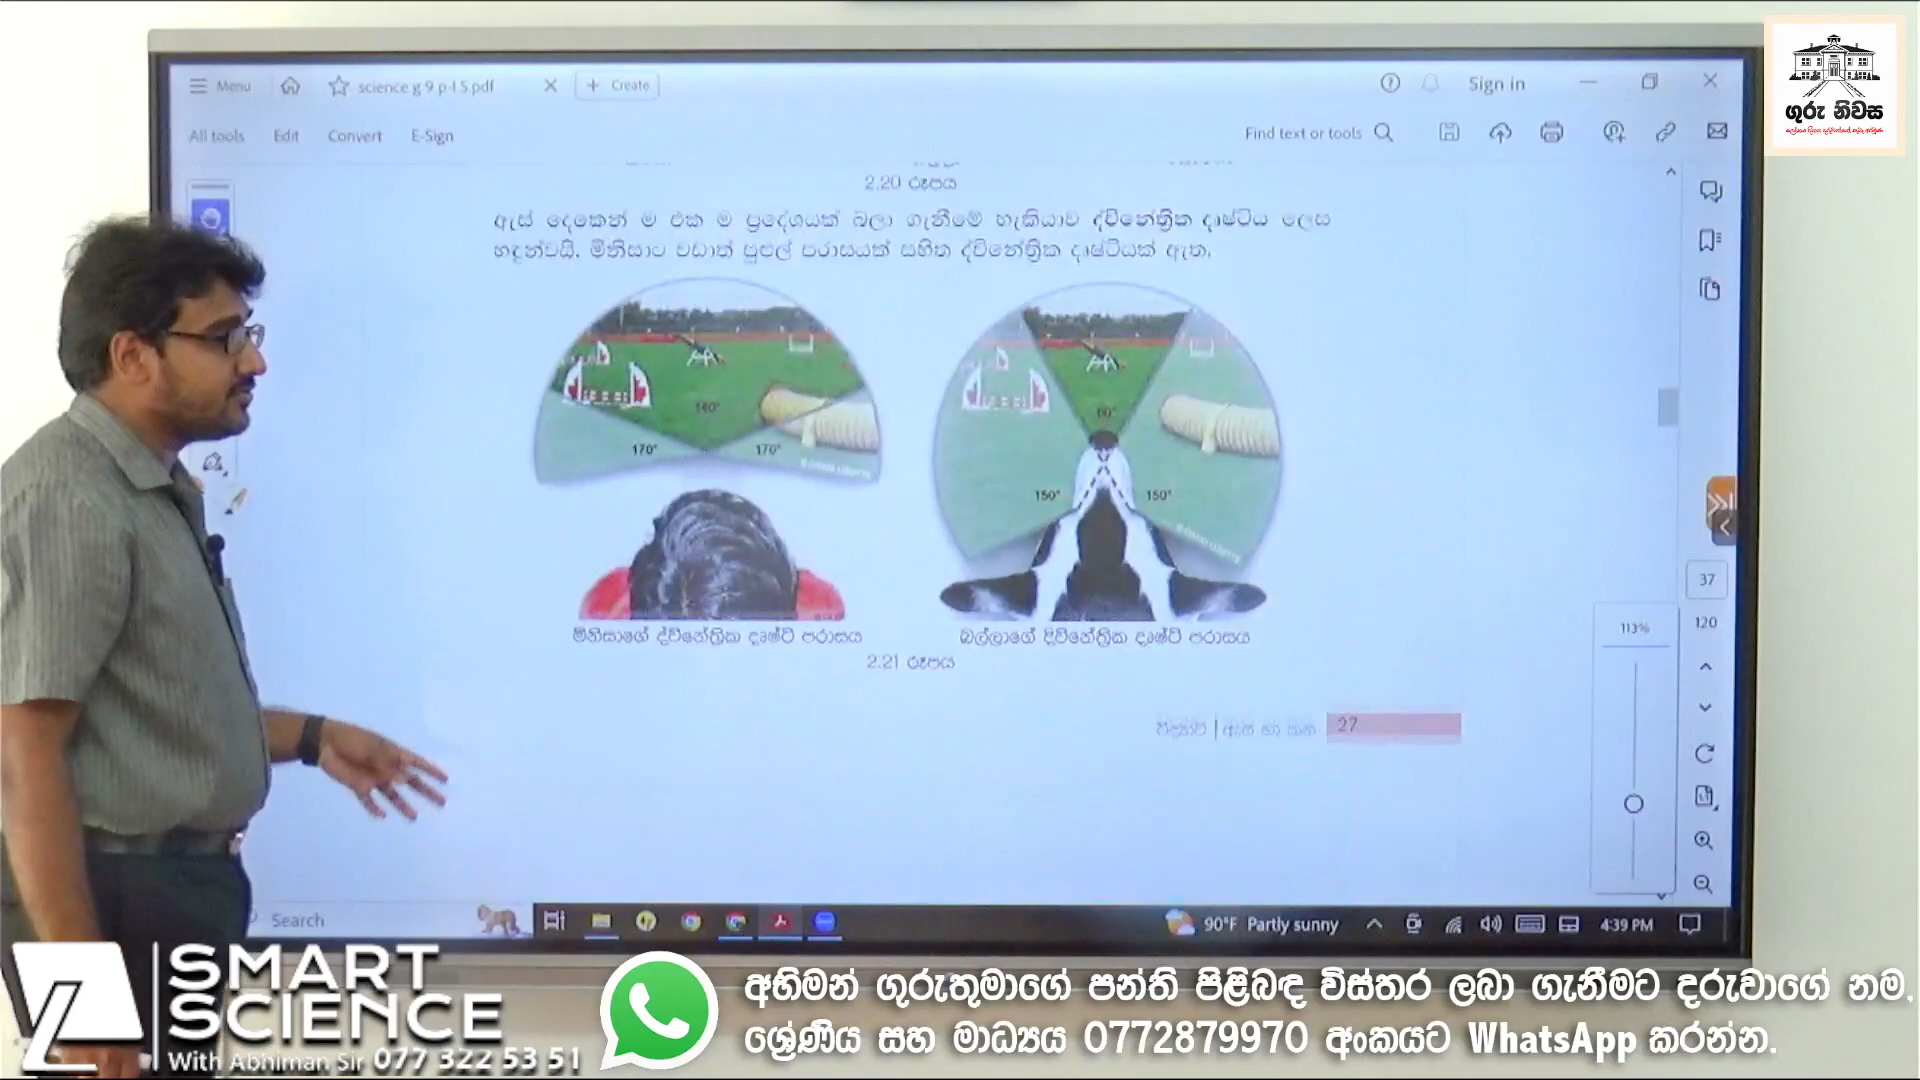 Menu
science g 9 p-I S.pdf
Create
Sign in
All tools Edit Convert E-Sign
Find text or tools
ගුරු නිවස
2.20 රූපය
ඇස් දෙකෙන් ම එක ම ප්‍රදේශයක් බලා ගැනීමේ හැකියාව ද්විනේත්‍රික දෘෂ්ටිය ලෙස
හඳුන්වයි. මිනිසාට වඩාත් පුළුල් පරාසයක් සහිත ද්විනේත්‍රික දෘෂ්ටියක් ඇත.
140°
170° 170°
60°
150° 150°
මිනිසාගේ ද්විනේත්‍රික දෘෂ්ටි පරාසය
බල්ලාගේ ද්විනේත්‍රික දෘෂ්ටි පරාසය
2.21 රූපය
විද්‍යාව | ඇස හා කන 27
37
120
113%
Search
90°F Partly sunny
4:39 PM
SMART
SCIENCE
With Abhiman Sir 077 322 53 51
අභිමන් ගුරුතුමාගේ පන්ති පිළිබඳ විස්තර ලබා ගැනීමට දරුවාගේ නම,
ශ්‍රේණිය සහ මාධ්‍යය 0772879970 අංකයට WhatsApp කරන්න.